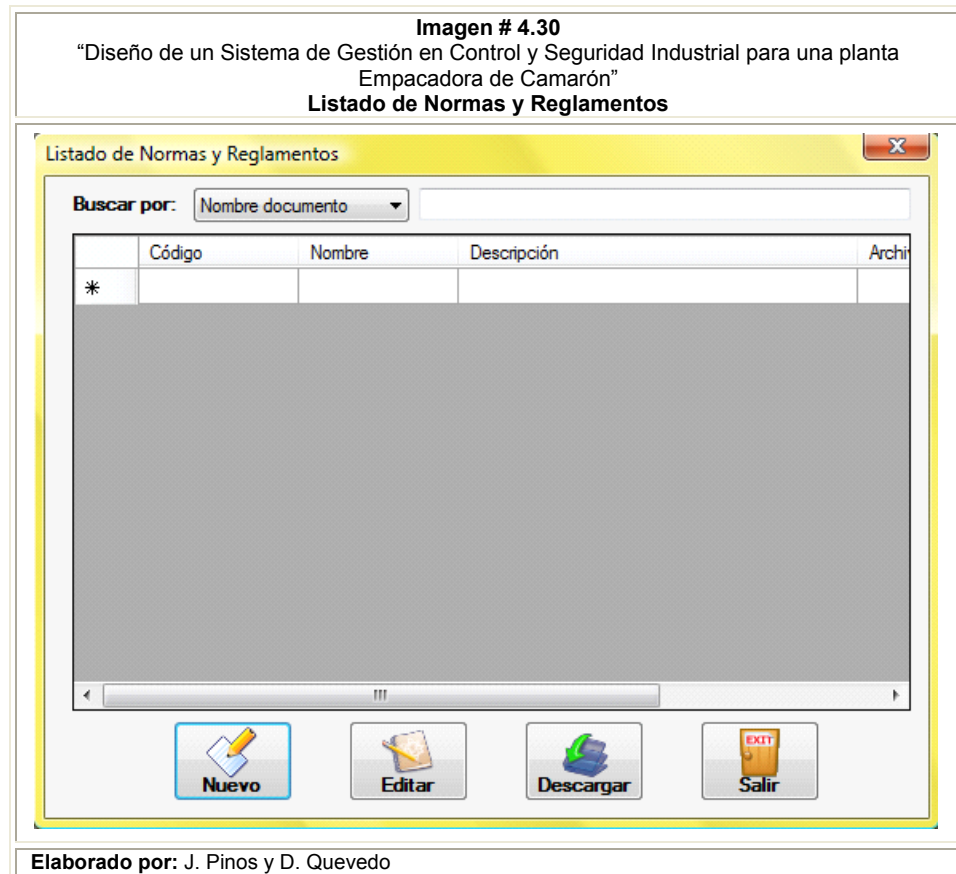 Imagen # 4.30
“Diseño de un Sistema de Gestión en Control y Seguridad Industrial para una planta
Empacadora de Camarón”
Listado de Normas y Reglamentos
Listado de Normas y Reglamentos
Buscar por: Nombre documento
Código Nombre Descripción Archiv
Nuevo Editar Descargar EXIT Salir
Elaborado por: J. Pinos y D. Quevedo